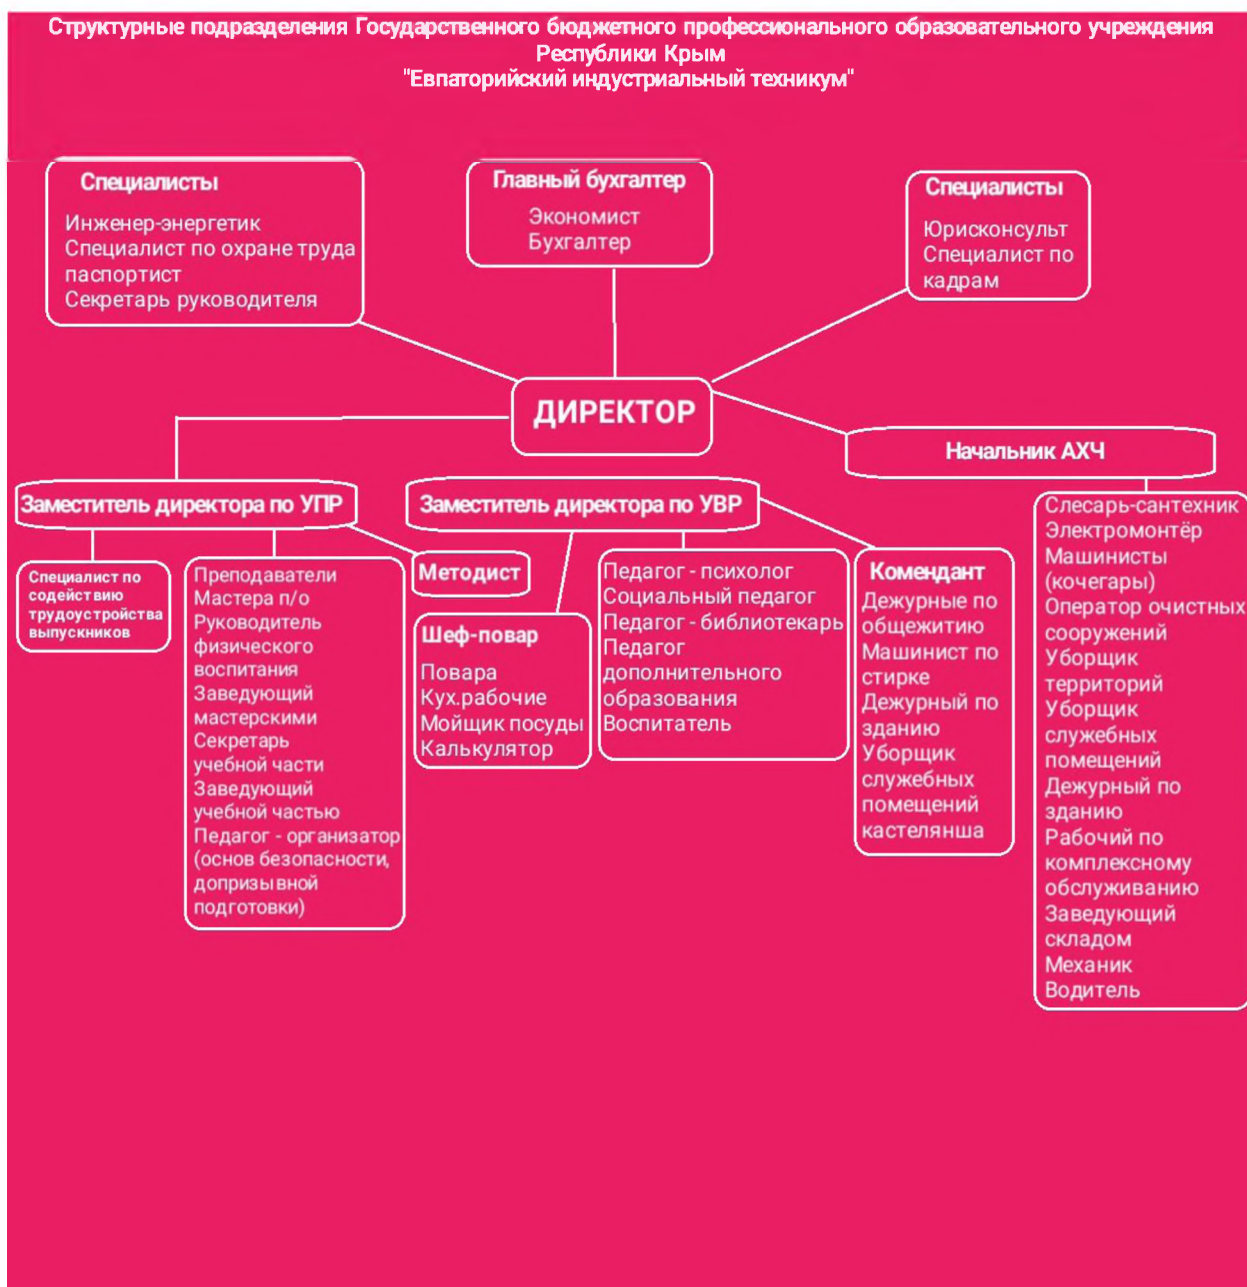 Структурные подразделения Государственного бюджетного профессионального образовательного учреждения
Республики Крым
"Евпаторийский индустриальный техникум"
Специалисты
Инженер-энергетик
Специалист по охране труда
паспортист
Секретарь руководителя
Главный бухгалтер
Экономист
Бухгалтер
Специалисты
Юрисконсульт
Специалист по
кадрам
ДИРЕКТОР
Начальник АХЧ
Заместитель директора по УПР
Заместитель директора по УВР
Специалист по
содействию
трудоустройства
выпускников
Преподаватели
Мастера п/о
Руководитель
физического
воспитания
Заведующий
мастерскими
Секретарь
учебной части
Заведующий
учебной частью
Педагог - организатор
(основ безопасности,
допризывной
подготовки)
Методист
Шеф-повар
Повара
Кух.рабочие
Мойщик посуды
Калькулятор
Педагог - психолог
Социальный педагог
Педагог - библиотекарь
Педагог
дополнительного
образования
Воспитатель
Комендант
Дежурные по
общежитию
Машинист по
стирке
Дежурный по
зданию
Уборщик
служебных
помещений
кастелянша
Слесарь-сантехник
Электромонтёр
Машинисты
(кочегары)
Оператор очистных
сооружений
Уборщик
территорий
Уборщик
служебных
помещений
Дежурный по
зданию
Рабочий по
комплексному
обслуживанию
Заведующий
складом
Механик
Водитель